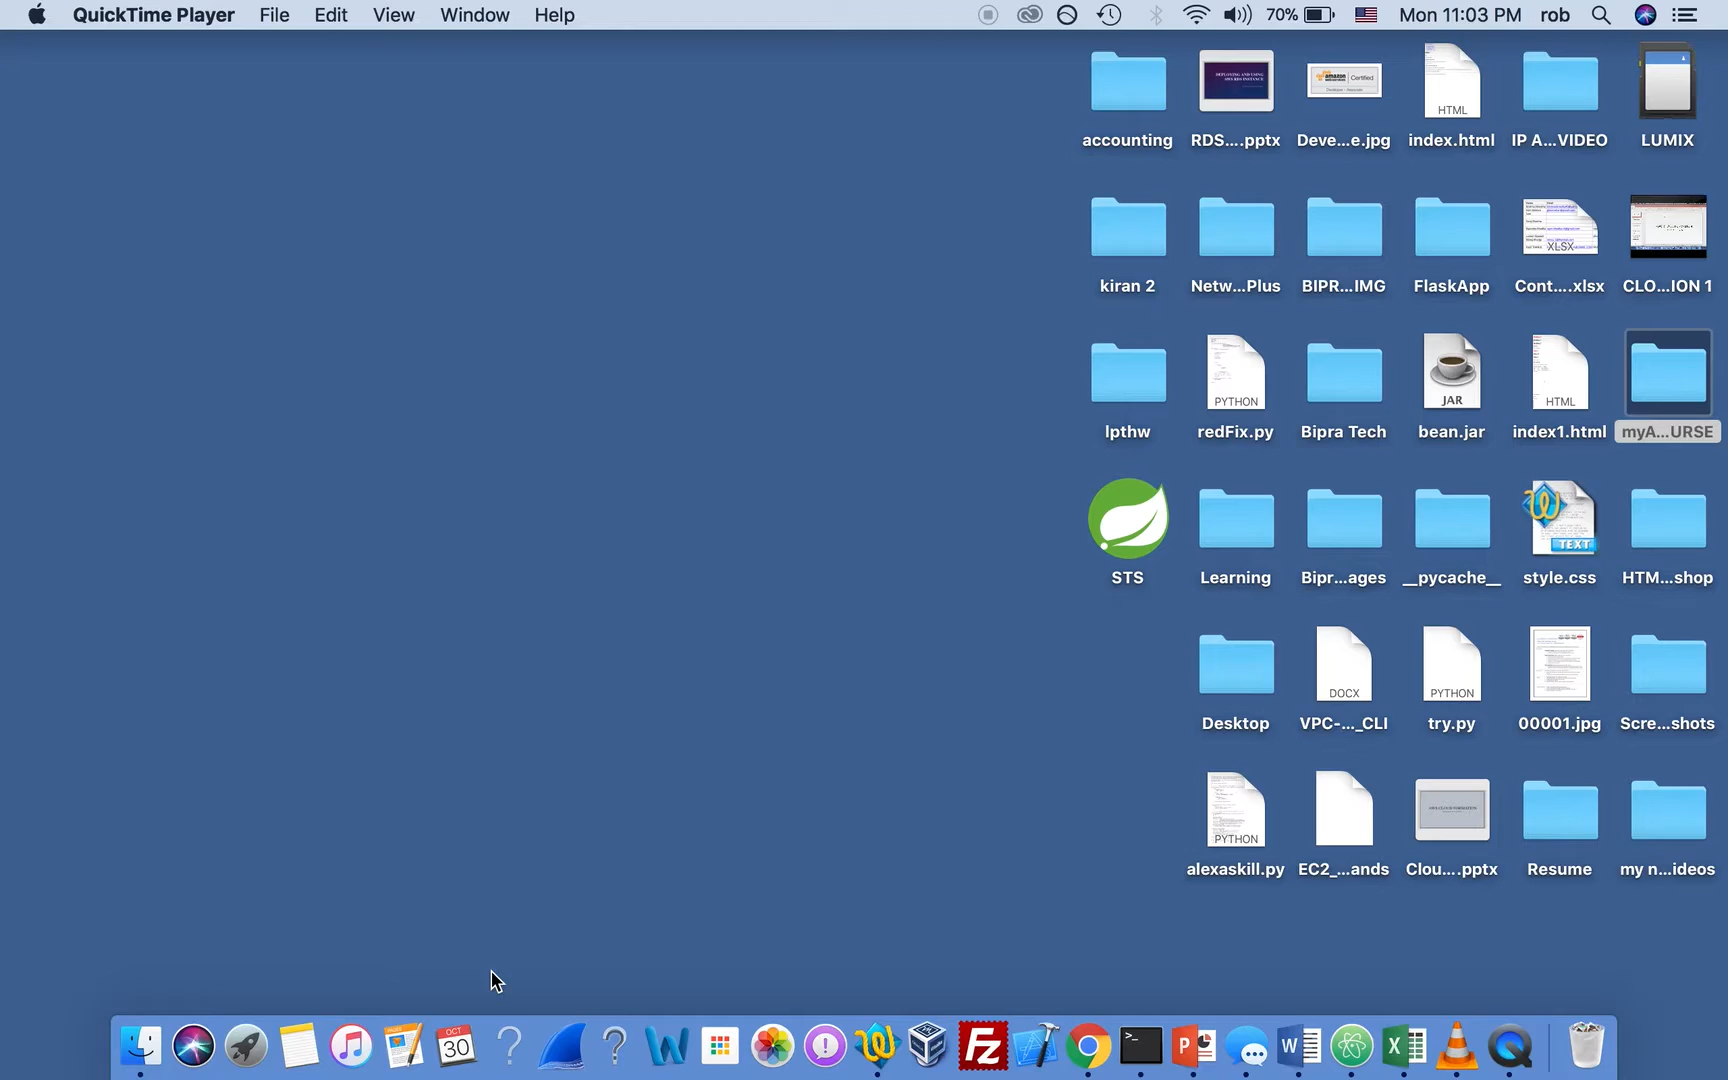 QuickTime Player File Edit View Window Help 70% Mon 11:03 PM rob
accounting RDS....pptx Deve...e.jpg index.html IP A...VIDEO LUMIX
HTML
kiran 2 Netw...Plus BIPR...IMG FlaskApp Cont....xlsx CLO...ION 1
XLSX
PYTHON JAR HTML
lpthw redFix.py Bipra Tech bean.jar index1.html myA...URSE
TEXT
STS Learning Bipr...ages __pycache__ style.css HTM...shop
DOCX PYTHON
Desktop VPC-..._CLI try.py 00001.jpg Scre...shots
PYTHON
alexaskill.py EC2_...ands Clou....pptx Resume my n...ideos
OCT
30